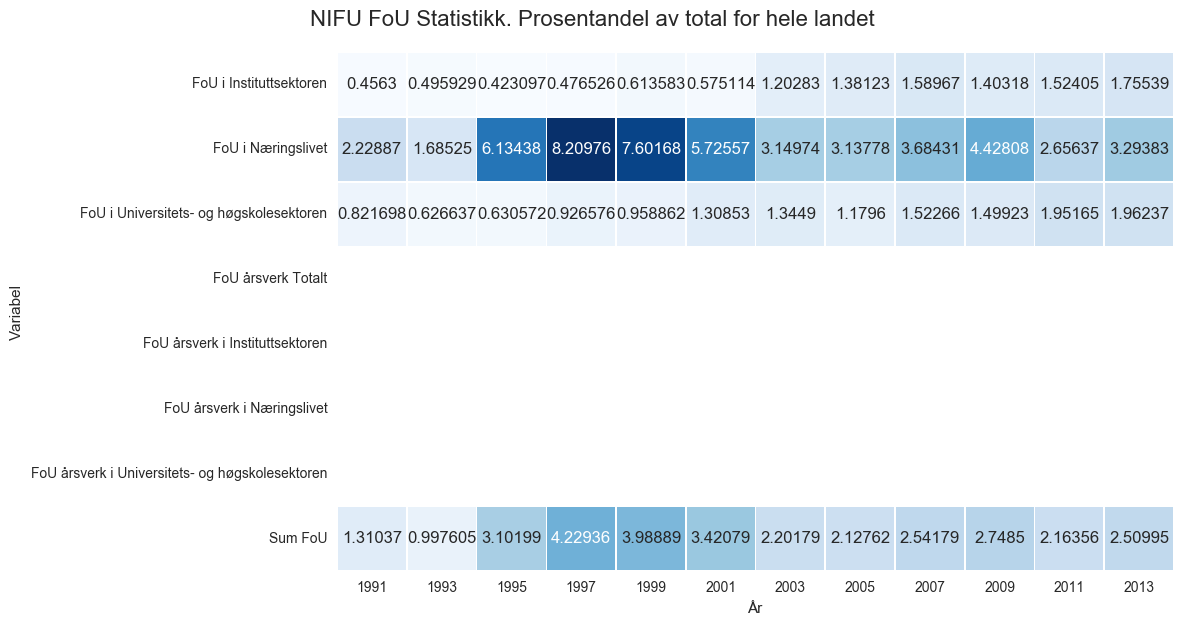 NIFU FoU Statistikk. Prosentandel av total for hele landet
FoU i Instituttsektoren 0.4563 0.495929 0.423097 0.476526 0.613583 0.575114 1.20283 1.38123 1.58967 1.40318 1.52405 1.75539
FoU i Næringslivet 2.22887 1.68525 6.13438 8.20976 7.60168 5.72557 3.14974 3.13778 3.68431 4.42808 2.65637 3.29383
FoU i Universitets- og høgskolesektoren 0.821698 0.626637 0.630572 0.926576 0.958862 1.30853 1.3449 1.1796 1.52266 1.49923 1.95165 1.96237
FoU årsverk Totalt
Variabel
FoU årsverk i Instituttsektoren
FoU årsverk i Næringslivet
FoU årsverk i Universitets- og høgskolesektoren
Sum FoU 1.31037 0.997605 3.10199 4.22936 3.98889 3.42079 2.20179 2.12762 2.54179 2.7485 2.16356 2.50995
1991 1993 1995 1997 1999 2001 2003 2005 2007 2009 2011 2013
År